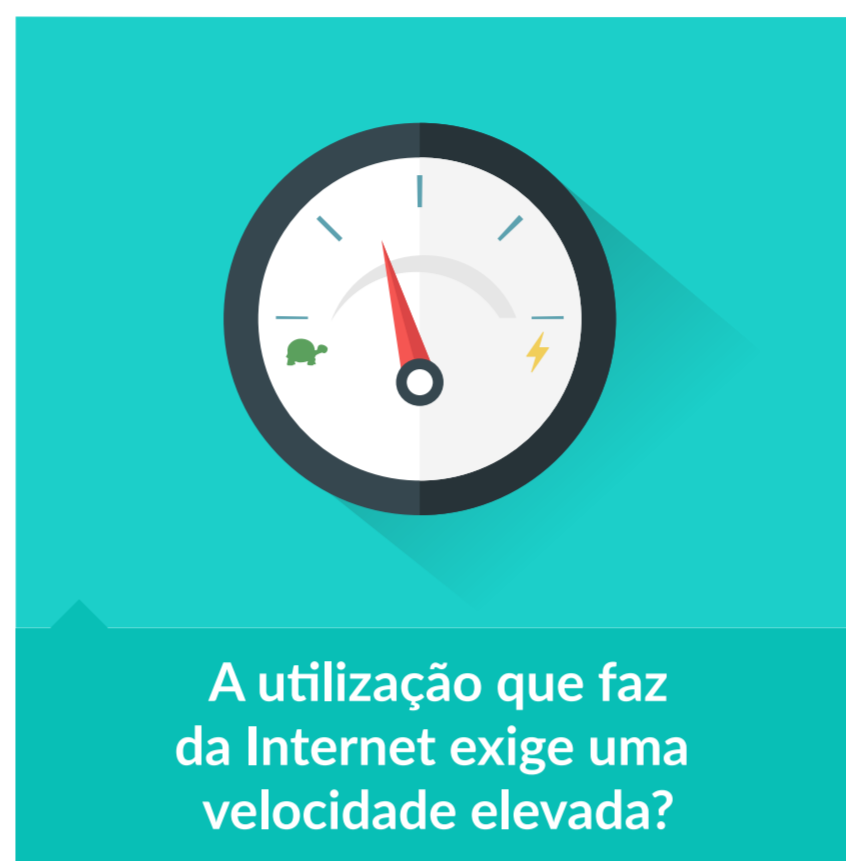 A utilização que faz
da Internet exige uma
velocidade elevada?